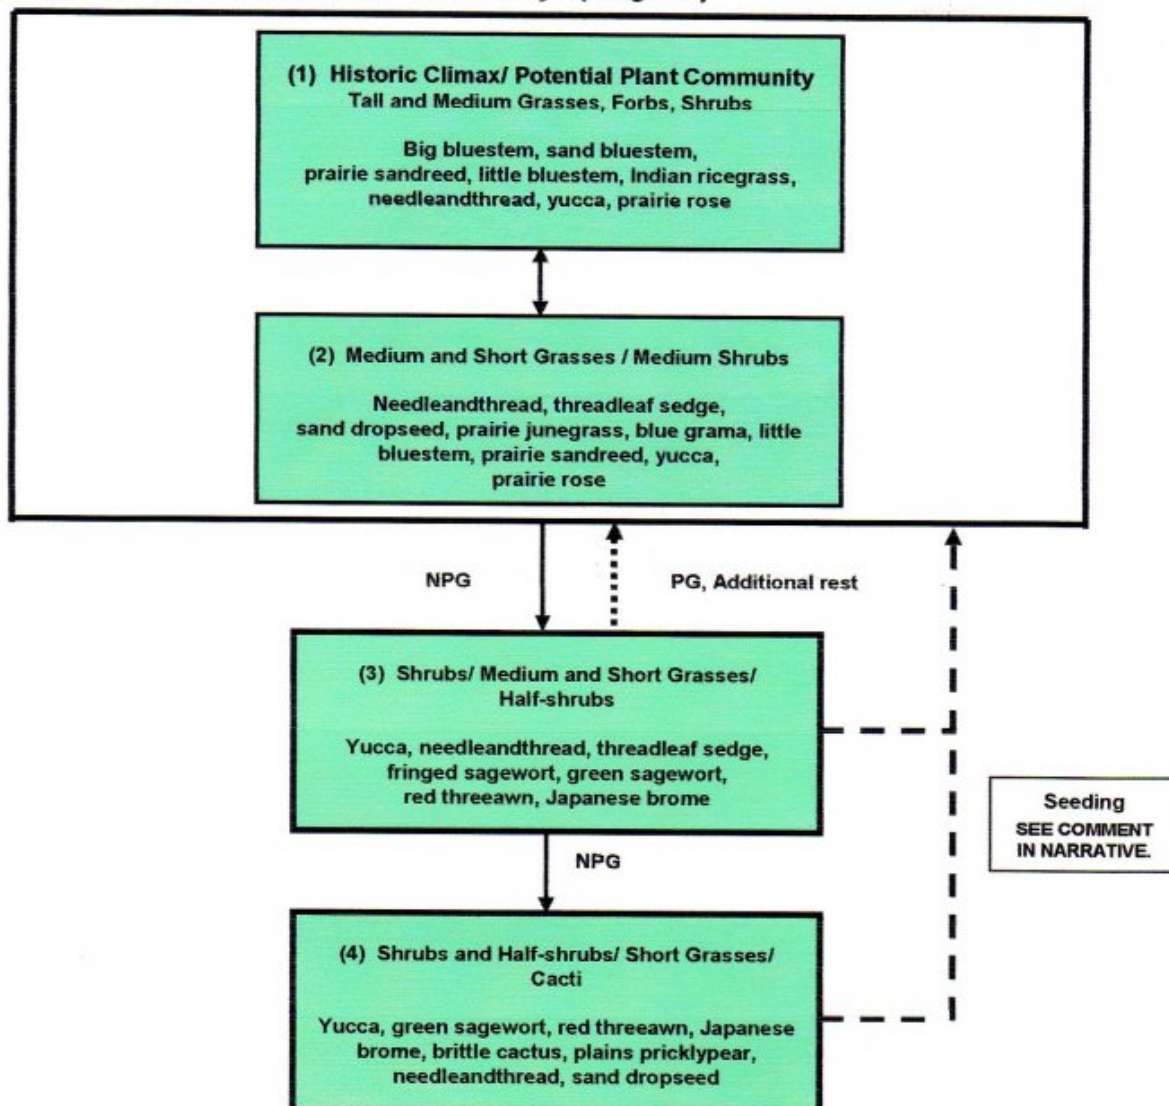 (1) Historic Climax/ Potential Plant Community
Tall and Medium Grasses, Forbs, Shrubs
Big bluestem, sand bluestem,
prairie sandreed, little bluestem, Indian ricegrass,
needleandthread, yucca, prairie rose
(2) Medium and Short Grasses / Medium Shrubs
Needleandthread, threadleaf sedge,
sand dropseed, prairie junegrass, blue grama, little
bluestem, prairie sandreed, yucca,
prairie rose
NPG
PG, Additional rest
(3) Shrubs/ Medium and Short Grasses/
Half-shrubs
Yucca, needleandthread, threadleaf sedge,
fringed sagewort, green sagewort,
red threeawn, Japanese brome
Seeding
SEE COMMENT
IN NARRATIVE.
NPG
(4) Shrubs and Half-shrubs/ Short Grasses/
Cacti
Yucca, green sagewort, red threeawn, Japanese
brome, brittle cactus, plains pricklypear,
needleandthread, sand dropseed